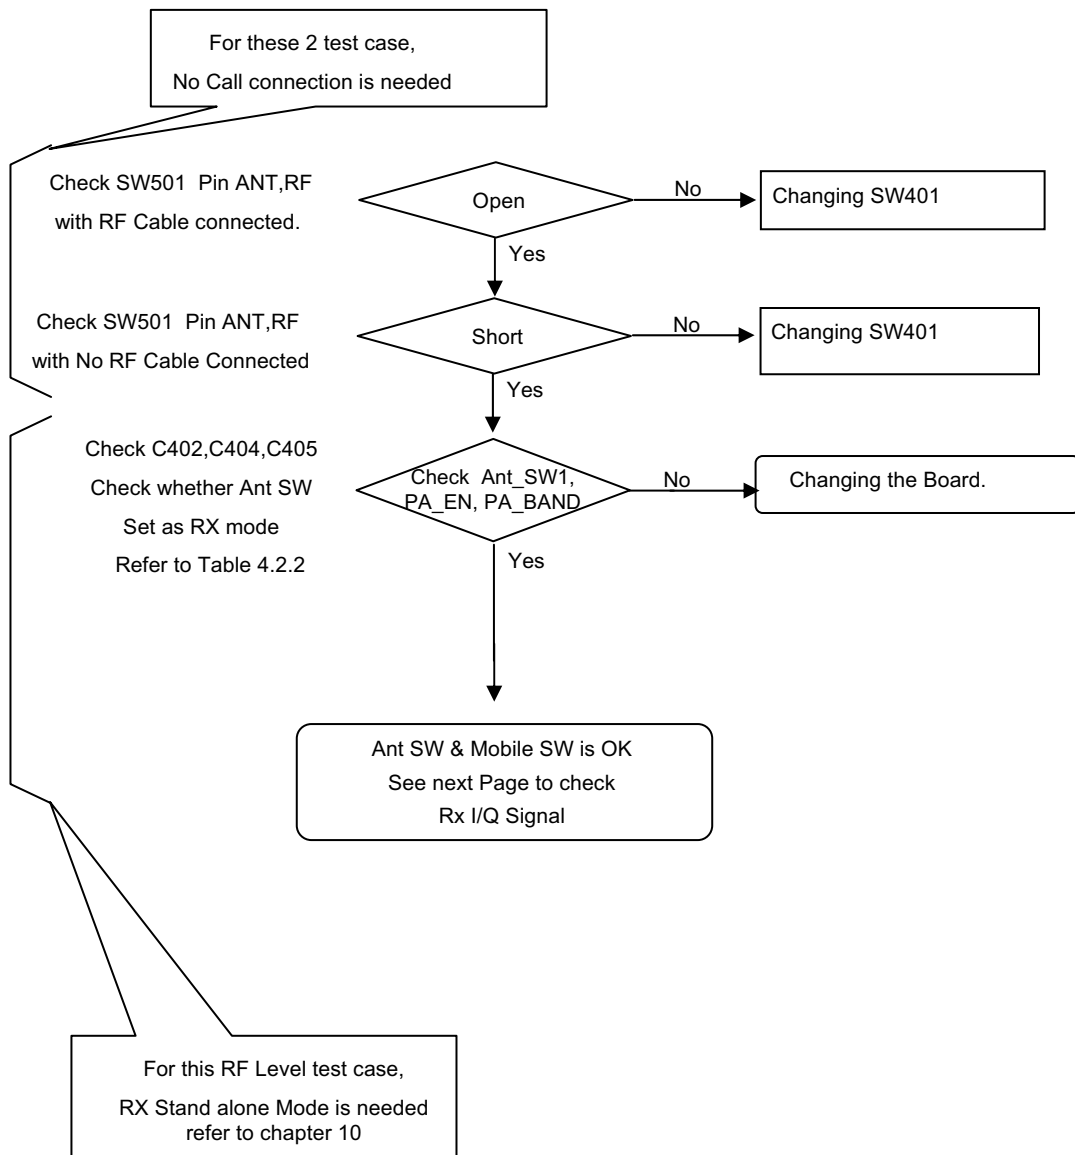 For these 2 test case,
No Call connection is needed
Check SW501 Pin ANT,RF
with RF Cable connected.
Open
No
Changing SW401
Yes
Check SW501 Pin ANT,RF
with No RF Cable Connected
Short
No
Changing SW401
Yes
Check C402,C404,C405
Check whether Ant SW
Set as RX mode
Refer to Table 4.2.2
Check Ant_SW1,
PA_EN, PA_BAND
No
Changing the Board.
Yes
Ant SW & Mobile SW is OK
See next Page to check
Rx I/Q Signal
For this RF Level test case,
RX Stand alone Mode is needed
refer to chapter 10